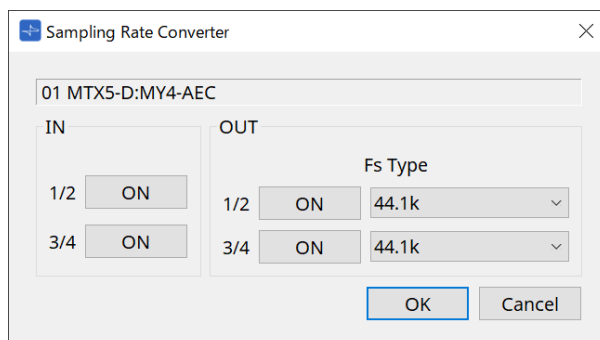 Sampling Rate Converter
01 MTX5-D:MY4-AEC
IN
1/2 ON
3/4 ON
OUT
Fs Type
1/2 ON 44.1k
3/4 ON 44.1k
OK Cancel